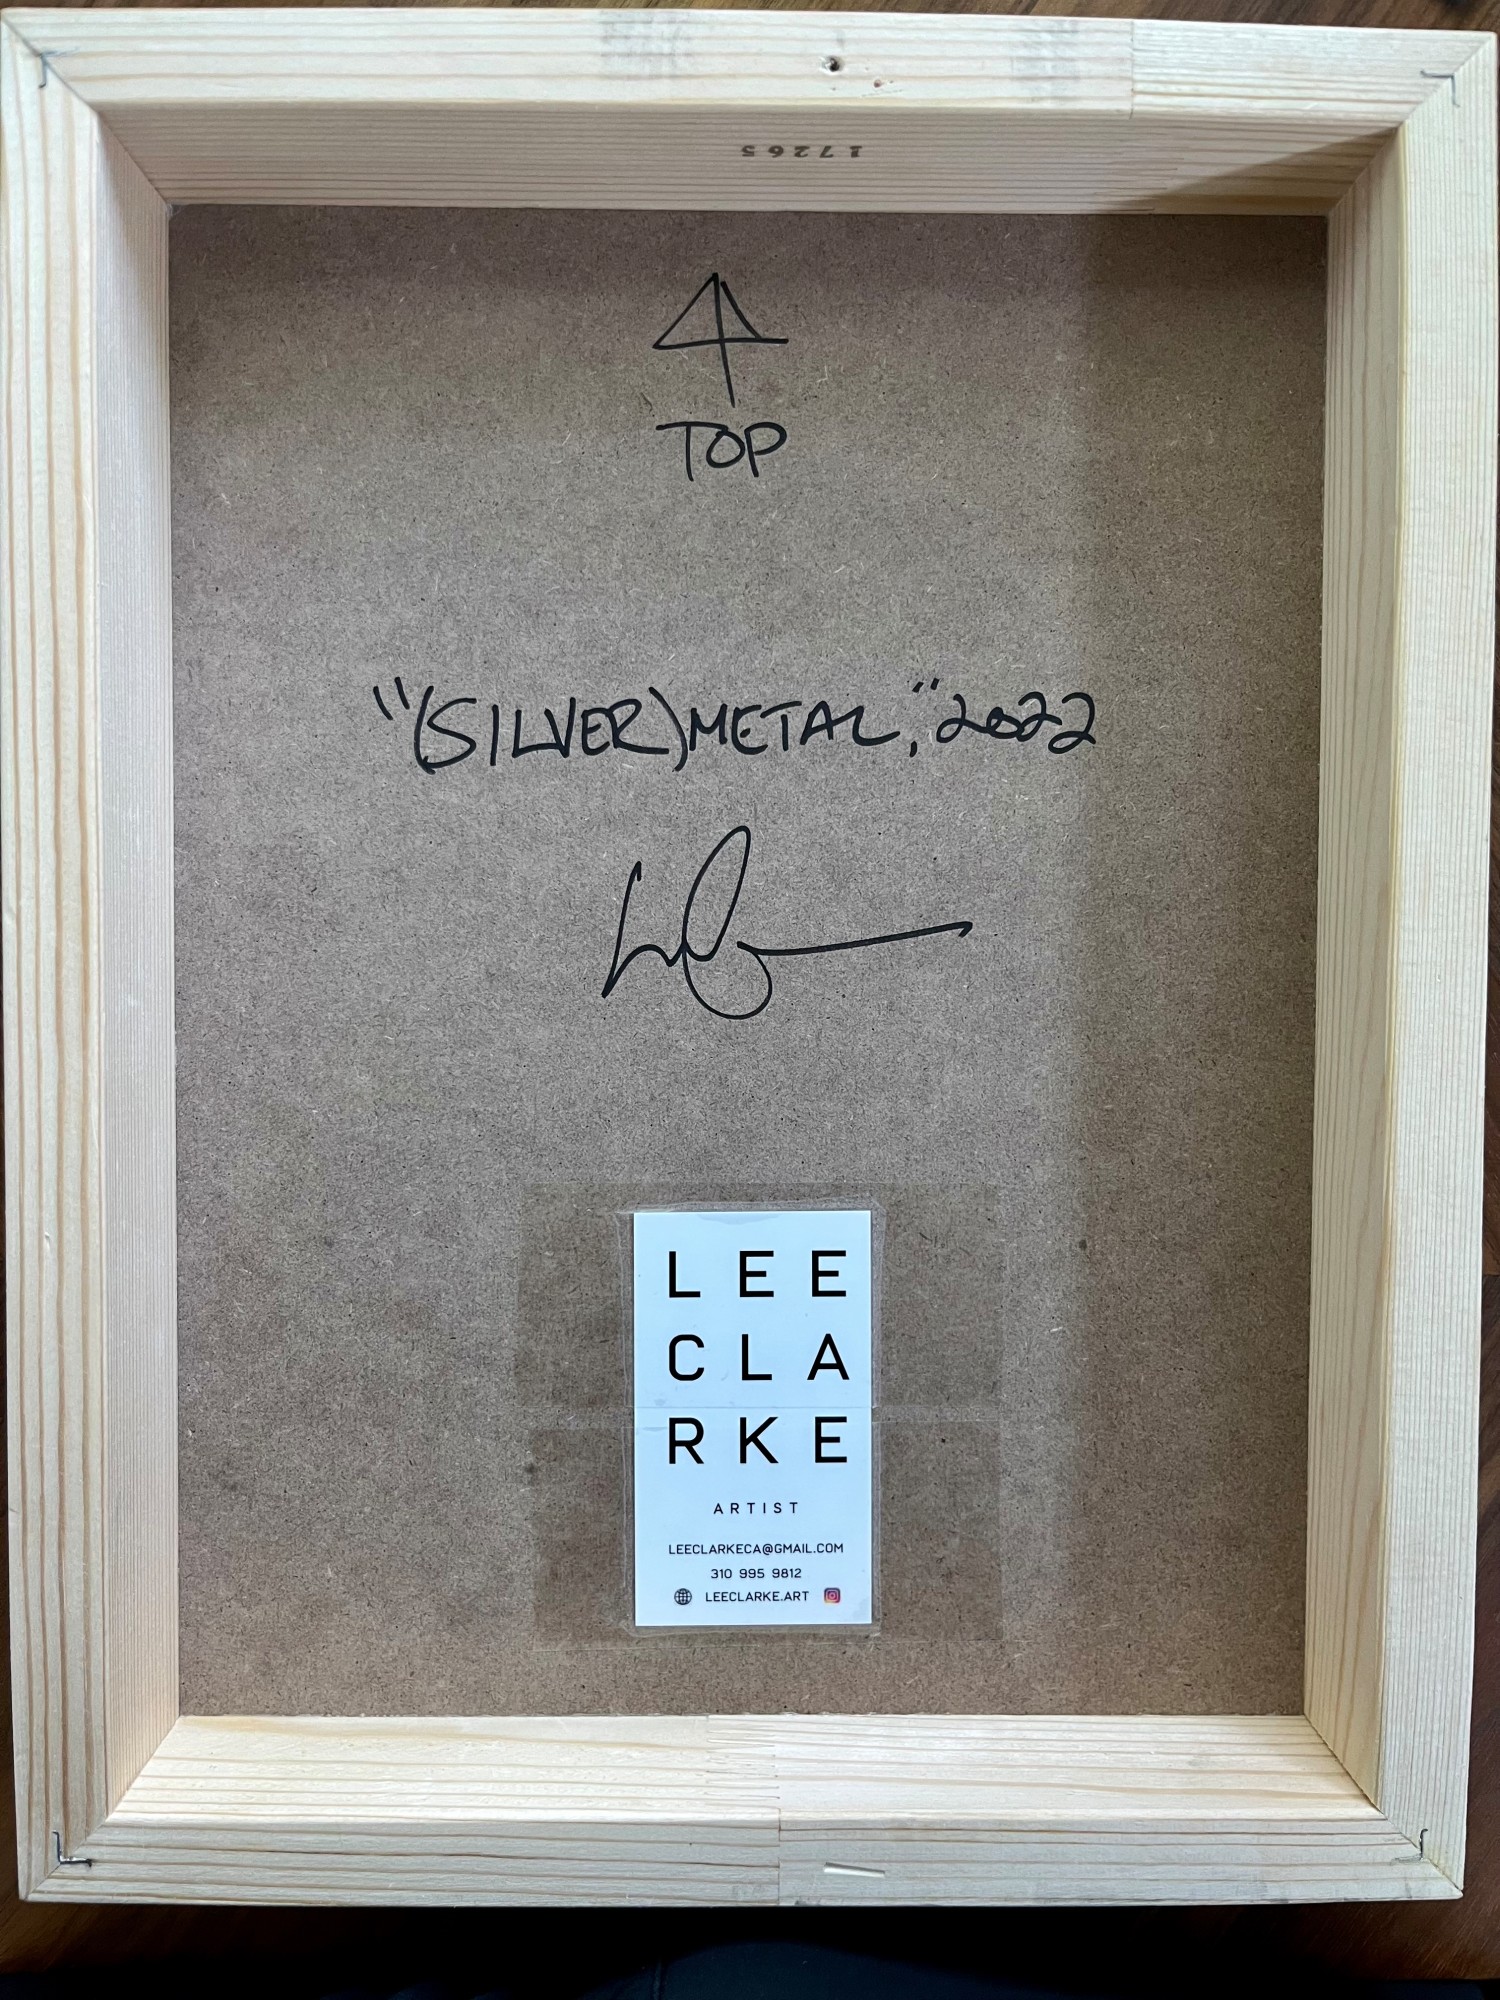 17265
TOP
"(SILVER)METAL," 2022
LEE
CLA
RKE
ARTIST
LEECLARKECA@GMAIL.COM
310 995 9812
LEECLARKE.ART